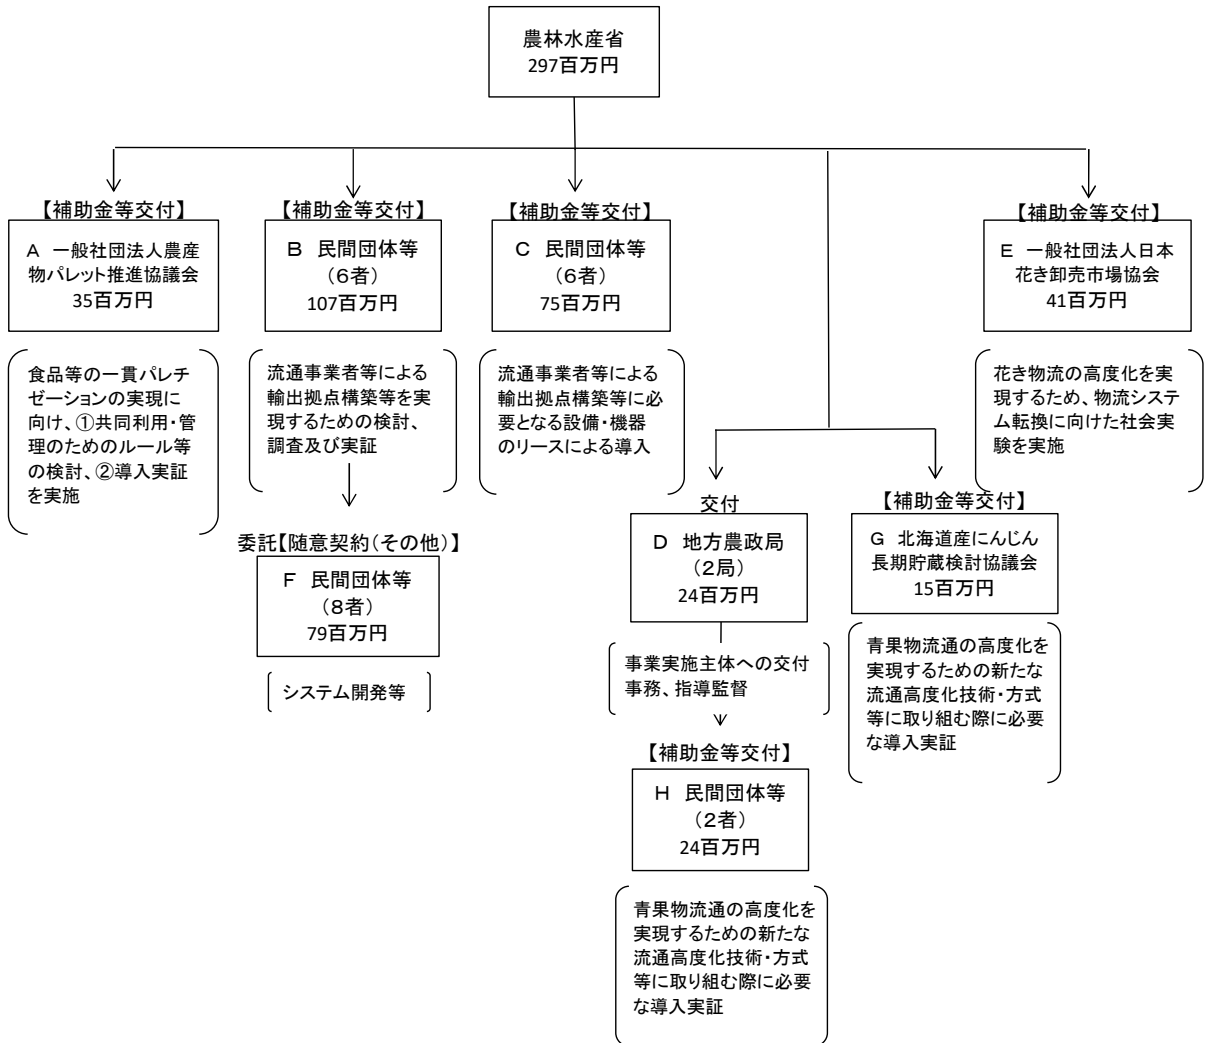 農林水産省
297百万円
【補助金等交付】
A 一般社団法人農産
物パレット推進協議会
35百万円
食品等の一貫パレチ
ゼーションの実現に
向け、①共同利用・管
理のためのルール等
の検討、②導入実証
を実施
【補助金等交付】
B 民間団体等
（6者）
107百万円
流通事業者等による
輸出拠点構築等を実
現するための検討、
調査及び実証
委託【随意契約（その他）】
F 民間団体等
（8者）
79百万円
システム開発等
【補助金等交付】
C 民間団体等
（6者）
75百万円
流通事業者等による
輸出拠点構築等に必
要となる設備・機器
のリースによる導入
交付
D 地方農政局
（2局）
24百万円
事業実施主体への交付
事務、指導監督
【補助金等交付】
H 民間団体等
（2者）
24百万円
青果物流通の高度化を
実現するための新たな
流通高度化技術・方式
等に取り組む際に必要
な導入実証
【補助金等交付】
G 北海道産にんじん
長期貯蔵検討協議会
15百万円
青果物流通の高度化を
実現するための新たな
流通高度化技術・方式
等に取り組む際に必要
な導入実証
【補助金等交付】
E 一般社団法人日本
花き卸売市場協会
41百万円
花き物流の高度化を実
現するため、物流システ
ム転換に向けた社会実
験を実施